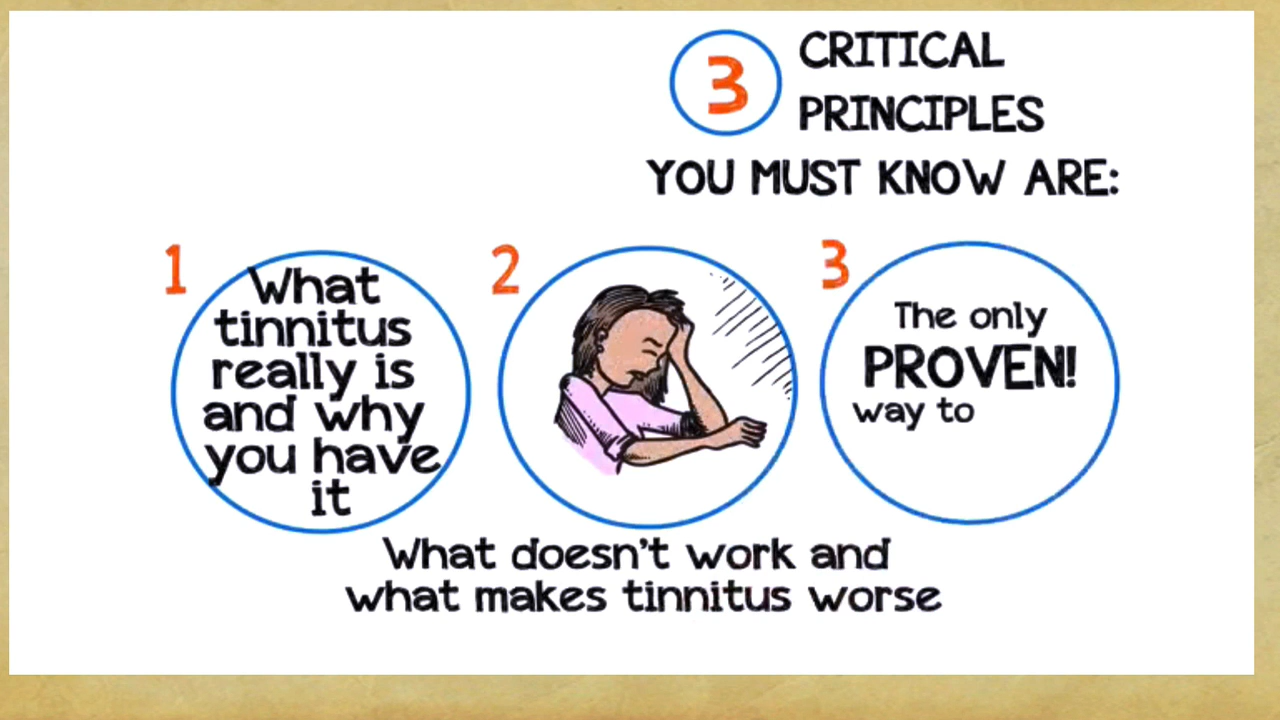 3
CRITICAL
PRINCIPLES
YOU MUST KNOW ARE:
1
What
tinnitus
really is
and why
you have
it
2
What doesn't work and
what makes tinnitus worse
3
The only
PROVEN!
way to